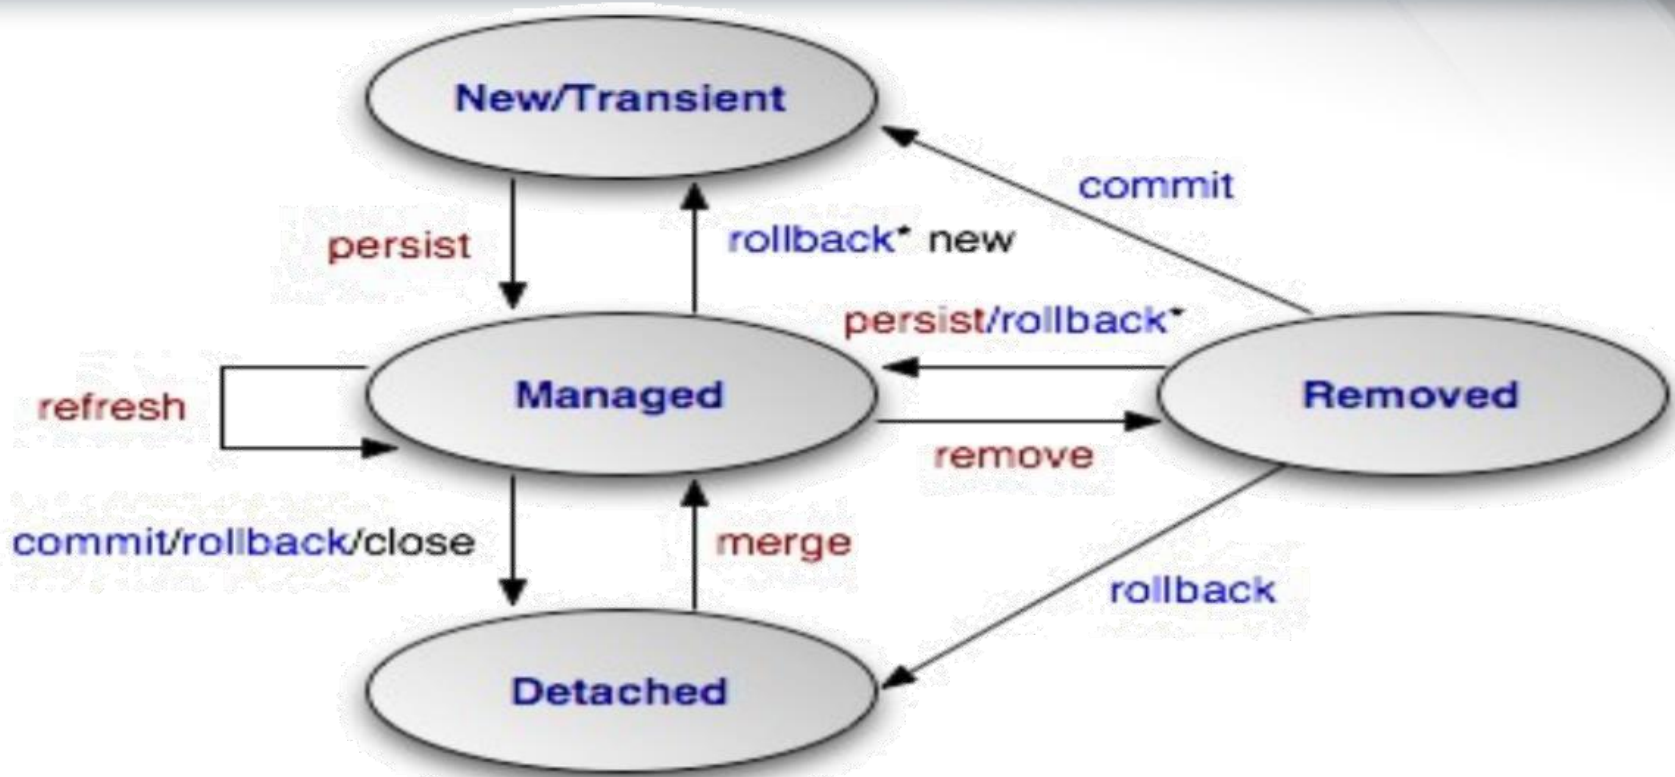 New/Transient
commit
persist
rollback* new
persist/rollback*
Managed
Removed
refresh
remove
commit/rollback/close
merge
rollback
Detached